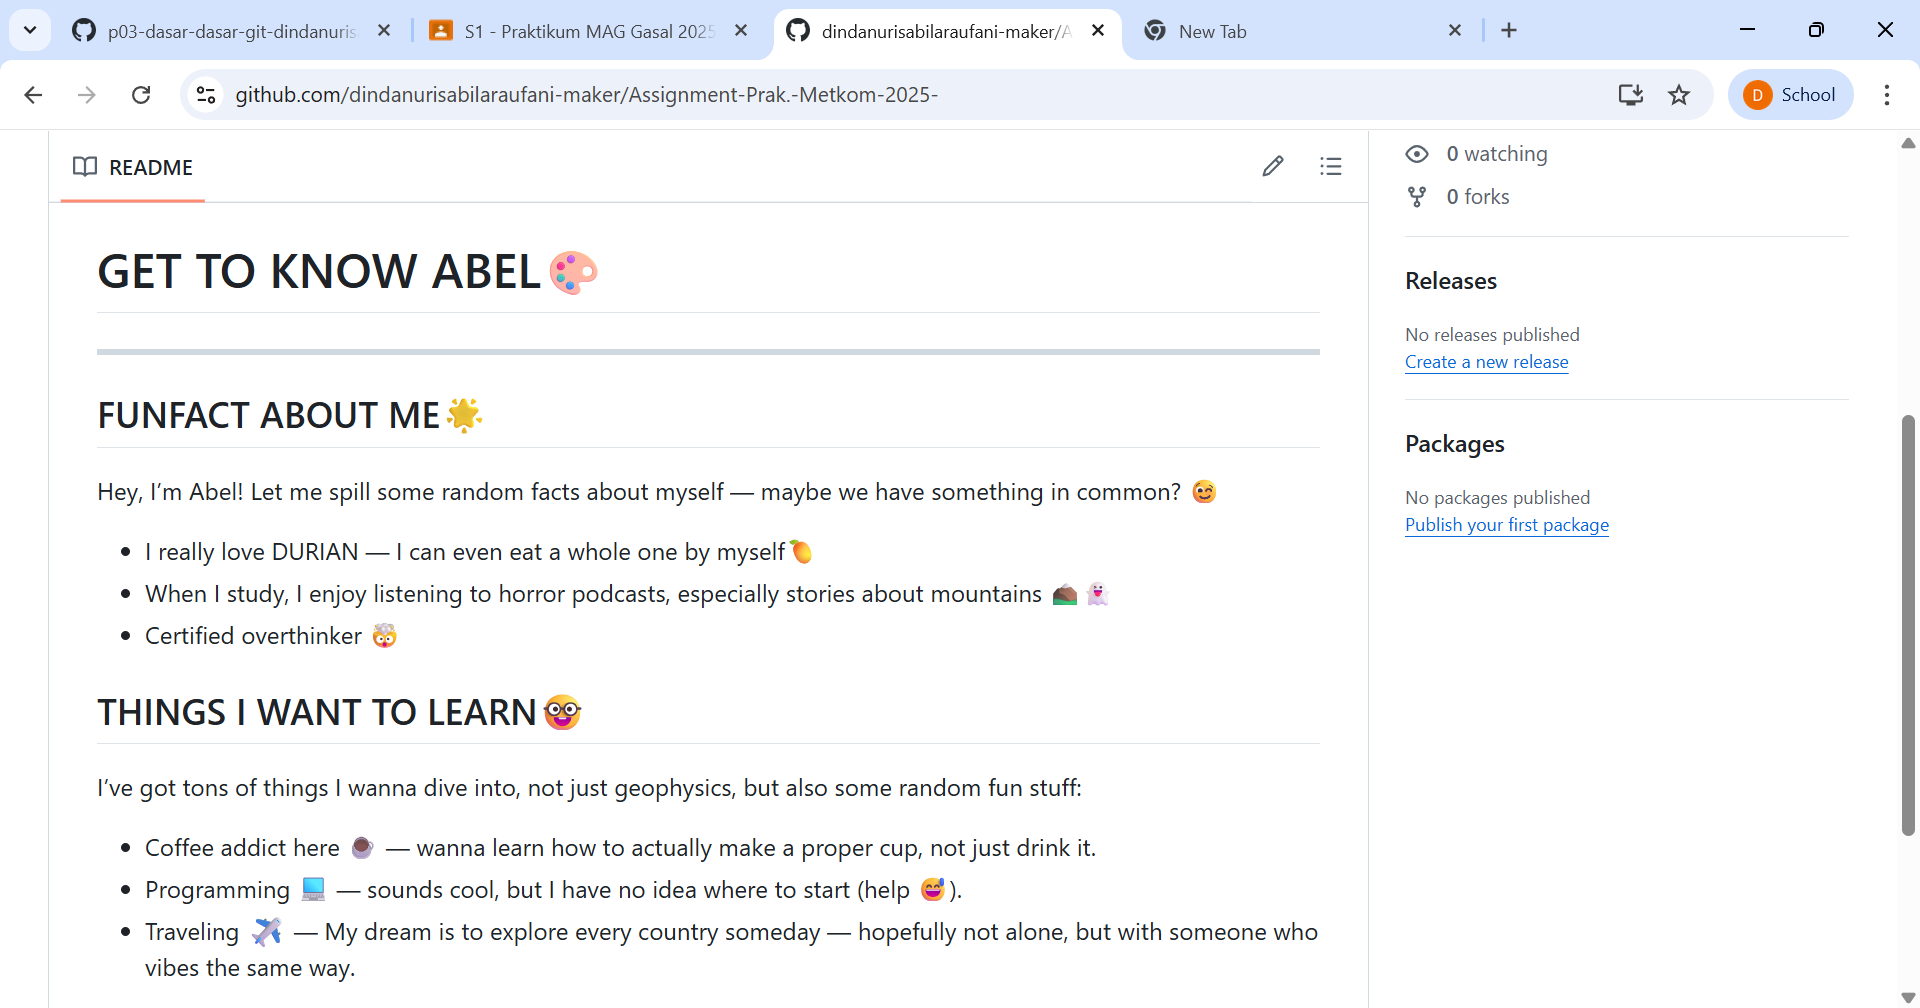 p03-dasar-dasar-git-dindanuris
S1 - Praktikum MAG Gasal 2025
dindanurisabilaraufani-maker/A
New Tab
github.com/dindanurisabilaraufani-maker/Assignment-Prak.-Metkom-2025-
D School
README
0 watching
0 forks
GET TO KNOW ABEL🎨
Releases
No releases published
Create a new release
FUNFACT ABOUT ME🌟
Packages
Hey, I’m Abel! Let me spill some random facts about myself — maybe we have something in common? 😉
No packages published
Publish your first package
• I really love DURIAN — I can even eat a whole one by myself🥭
• When I study, I enjoy listening to horror podcasts, especially stories about mountains ⛰️ 👻
• Certified overthinker 🤯
THINGS I WANT TO LEARN🤓
I’ve got tons of things I wanna dive into, not just geophysics, but also some random fun stuff:
• Coffee addict here ☕ — wanna learn how to actually make a proper cup, not just drink it.
• Programming 💻 — sounds cool, but I have no idea where to start (help 😅).
• Traveling ✈️ — My dream is to explore every country someday — hopefully not alone, but with someone who
vibes the same way.